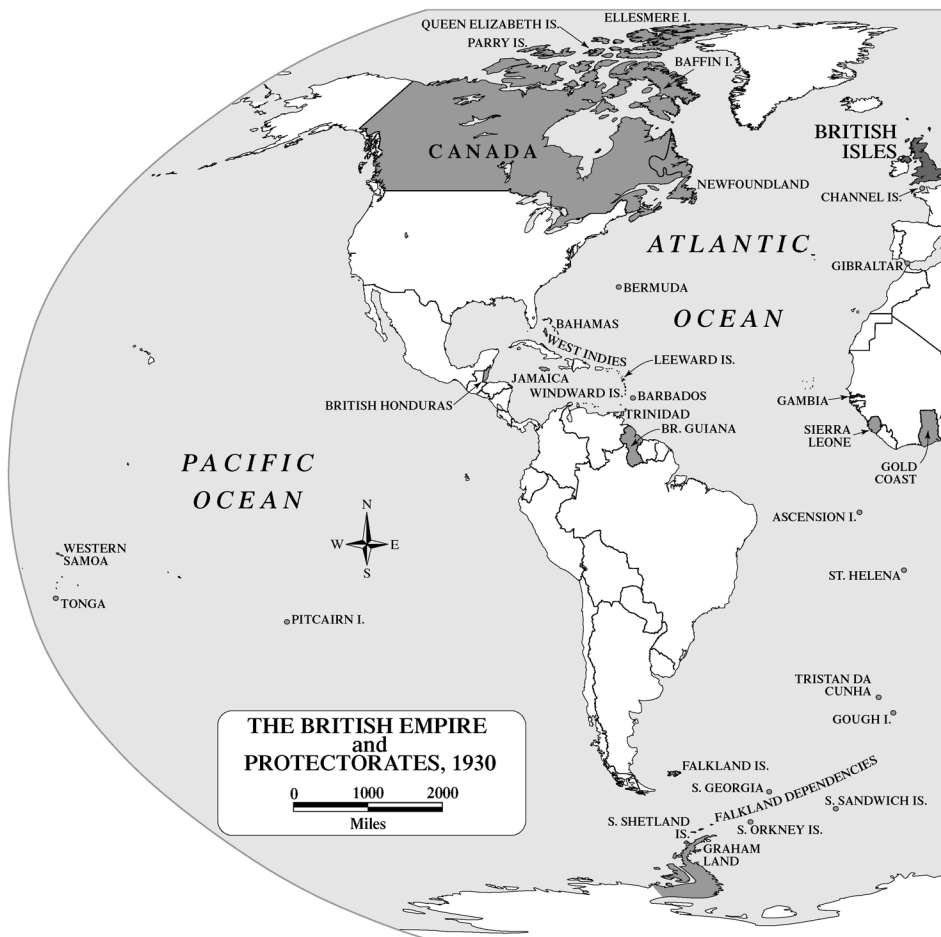 ELLESMERE I.
QUEEN ELIZABETH IS.
PARRY IS.
BAFFIN I.
BRITISH
ISLES
CANADA
NEWFOUNDLAND
CHANNEL IS.
ATLANTIC
OCEAN
GIBRALTAR
BERMUDA
BAHAMAS
WEST INDIES
LEEWARD IS.
JAMAICA
WINDWARD IS.
BARBADOS
BRITISH HONDURAS
TRINIDAD
BR. GUIANA
GAMBIA
SIERRA
LEONE
GOLD
COAST
PACIFIC
OCEAN
N
W
E
S
ASCENSION I.
WESTERN
SAMOA
ST. HELENA
TONGA
PITCAIRN I.
TRISTAN DA
CUNHA
GOUGH I.
THE BRITISH EMPIRE
and
PROTECTORATES, 1930
0 1000 2000
Miles
FALKLAND IS.
S. GEORGIA
FALKLAND DEPENDENCIES
S. SANDWICH IS.
S. SHETLAND
IS.
S. ORKNEY IS.
GRAHAM
LAND